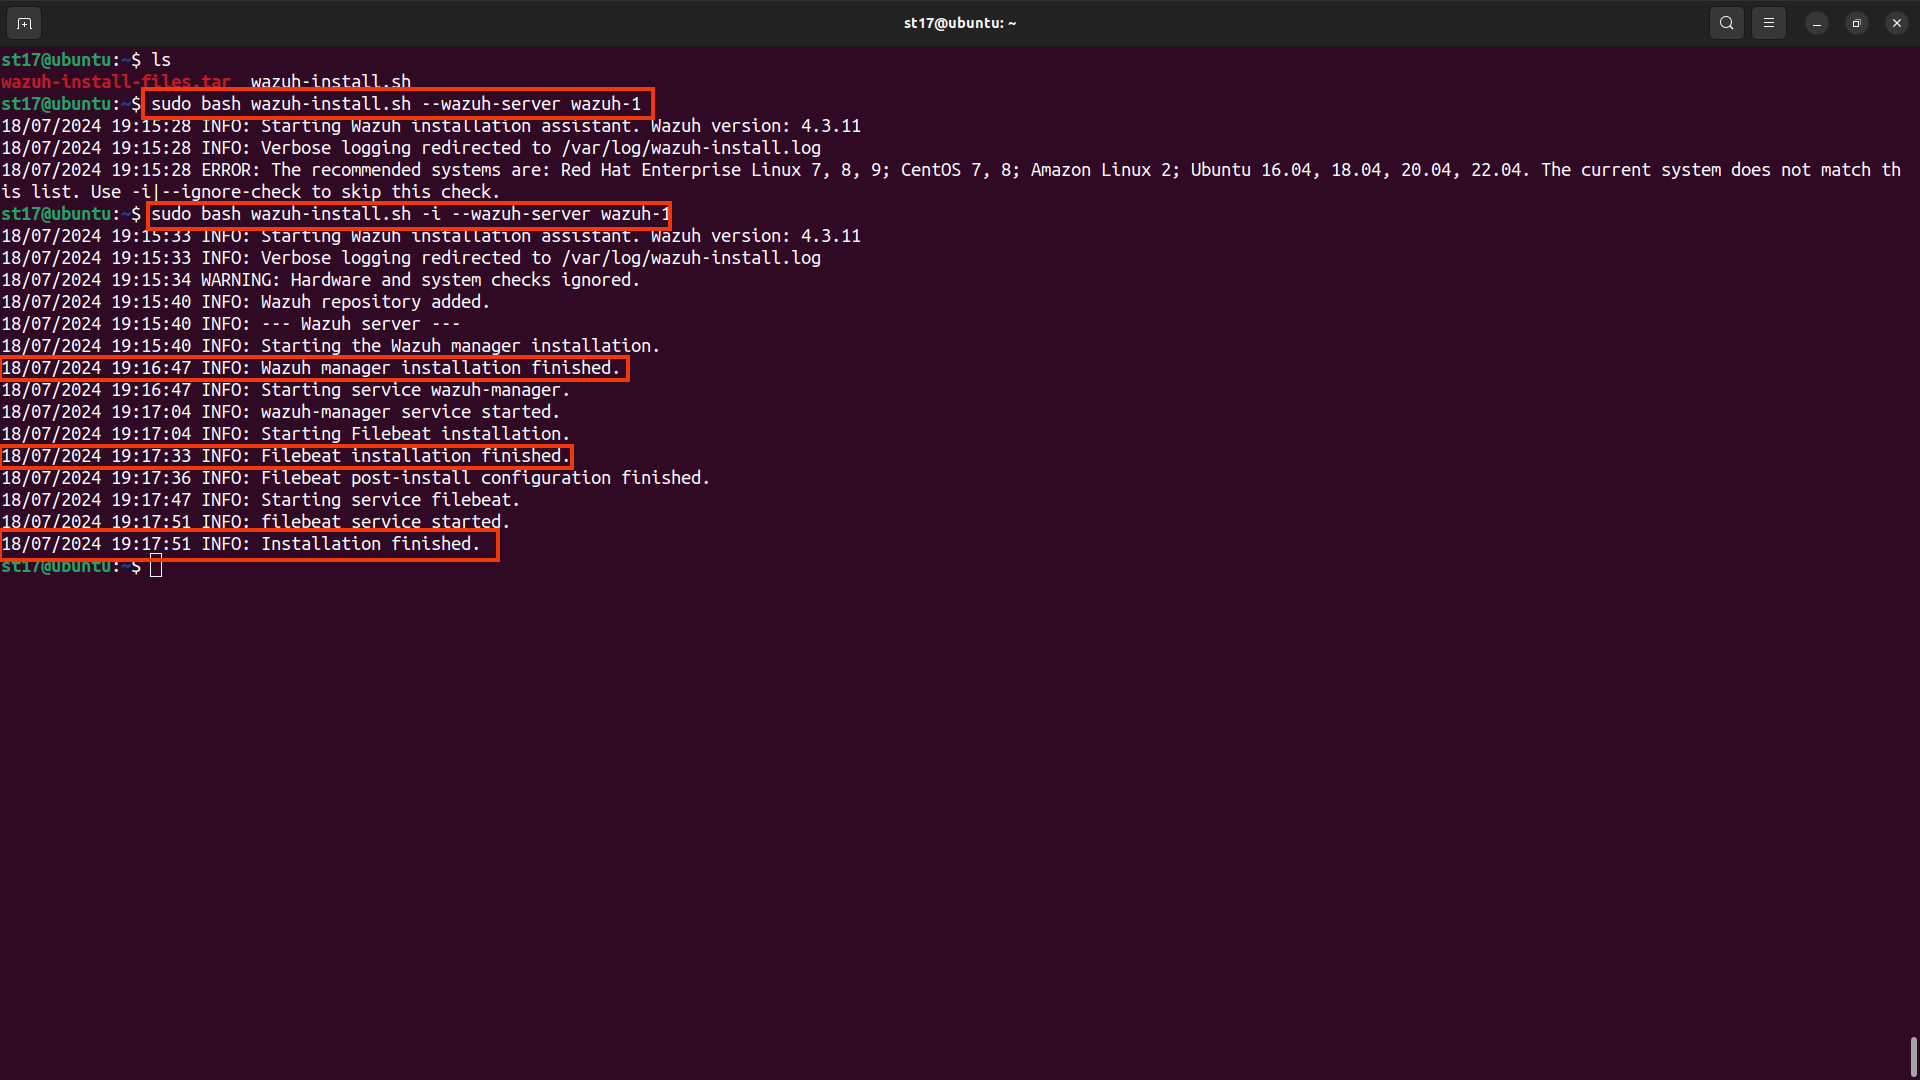 st17@ubuntu: ~
st17@ubuntu:~$ ls
wazuh-install-files.tar  wazuh-install.sh
st17@ubuntu:~$ sudo bash wazuh-install.sh --wazuh-server wazuh-1
18/07/2024 19:15:28 INFO: Starting Wazuh installation assistant. Wazuh version: 4.3.11
18/07/2024 19:15:28 INFO: Verbose logging redirected to /var/log/wazuh-install.log
18/07/2024 19:15:28 ERROR: The recommended systems are: Red Hat Enterprise Linux 7, 8, 9; CentOS 7, 8; Amazon Linux 2; Ubuntu 16.04, 18.04, 20.04, 22.04. The current system does not match th
is list. Use -i|--ignore-check to skip this check.
st17@ubuntu:~$ sudo bash wazuh-install.sh -i --wazuh-server wazuh-1
18/07/2024 19:15:33 INFO: Starting Wazuh installation assistant. Wazuh version: 4.3.11
18/07/2024 19:15:33 INFO: Verbose logging redirected to /var/log/wazuh-install.log
18/07/2024 19:15:34 WARNING: Hardware and system checks ignored.
18/07/2024 19:15:40 INFO: Wazuh repository added.
18/07/2024 19:15:40 INFO: --- Wazuh server ---
18/07/2024 19:15:40 INFO: Starting the Wazuh manager installation.
18/07/2024 19:16:47 INFO: Wazuh manager installation finished.
18/07/2024 19:16:47 INFO: Starting service wazuh-manager.
18/07/2024 19:17:04 INFO: wazuh-manager service started.
18/07/2024 19:17:04 INFO: Starting Filebeat installation.
18/07/2024 19:17:33 INFO: Filebeat installation finished.
18/07/2024 19:17:36 INFO: Filebeat post-install configuration finished.
18/07/2024 19:17:47 INFO: Starting service filebeat.
18/07/2024 19:17:51 INFO: filebeat service started.
18/07/2024 19:17:51 INFO: Installation finished.
st17@ubuntu:~$